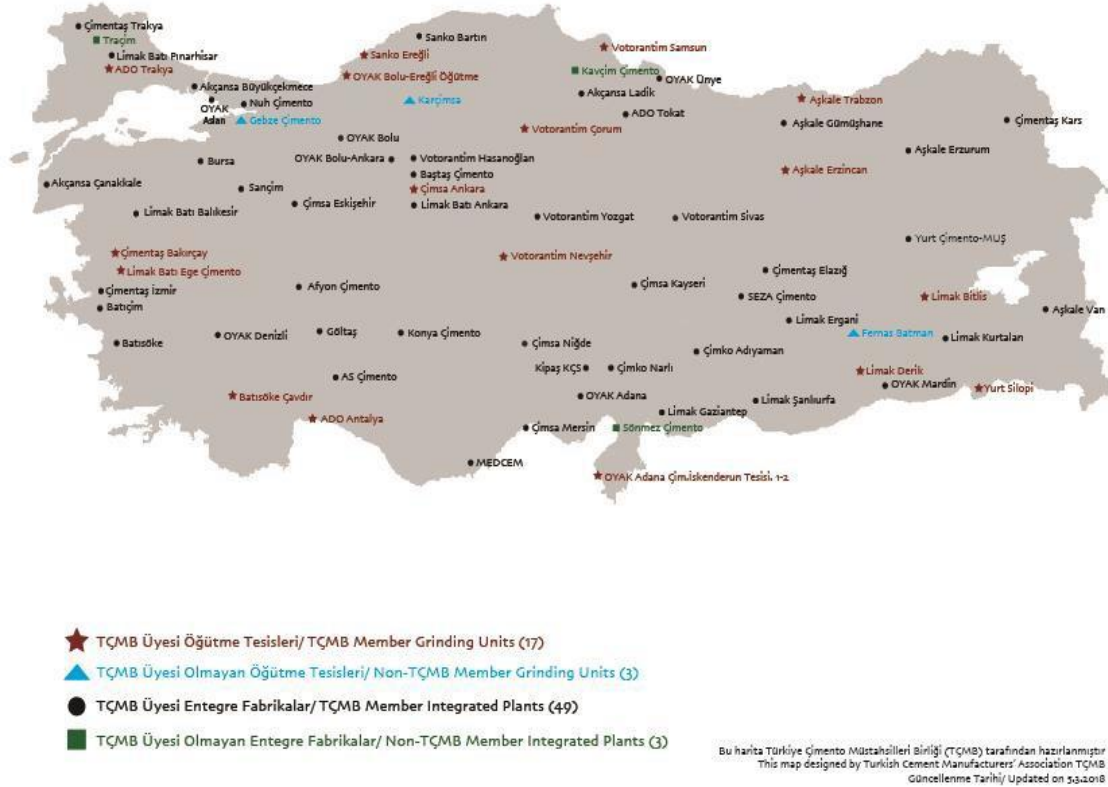 Çimentaş Trakya
Traçim
Limak Batı Pınarhisar
ADO Trakya
Akçansa Büyükçekmece
OYAK
Aslan
Nuh Çimento
Gebze Çimento
Sanko Bartın
Sanko Ereğli
OYAK Bolu-Ereğli Öğütme
Karçimsa
Votorantim Samsun
Kavçim Çimento
OYAK Ünye
Akçansa Ladik
ADO Tokat
Aşkale Trabzon
Aşkale Gümüşhane
Çimentaş Kars
OYAK Bolu
Votorantim Çorum
Bursa
OYAK Bolu-Ankara
Votorantim Hasanoğlan
Baştaş Çimento
Aşkale Erzurum
Aşkale Erzincan
Akçansa Çanakkale
Sançim
Çimsa Ankara
Çimsa Eskişehir
Limak Batı Ankara
Limak Batı Balıkesir
Votorantim Yozgat
Votorantim Sivas
Yurt Çimento-MUŞ
Çimentaş Bakırçay
Votorantim Nevşehir
Limak Batı Ege Çimento
Çimentaş Elazığ
Çimentaş İzmir
Afyon Çimento
Çimsa Kayseri
SEZA Çimento
Limak Bitlis
Batıçim
Aşkale Van
Limak Ergani
Batısöke
OYAK Denizli
Göltaş
Konya Çimento
Çimsa Niğde
Fernas Batman
Limak Kurtalan
Çimko Adıyaman
AS Çimento
Kipaş KÇS
Çimko Narlı
Limak Derik
OYAK Mardin
Yurt Silopi
Batısöke Çavdır
OYAK Adana
Limak Şanlıurfa
ADO Antalya
Limak Gaziantep
Çimsa Mersin
Sönmez Çimento
MEDCEM
OYAK Adana Çim.İskenderun Tesisi. 1-2
TÇMB Üyesi Öğütme Tesisleri/ TÇMB Member Grinding Units (17)
TÇMB Üyesi Olmayan Öğütme Tesisleri/ Non-TÇMB Member Grinding Units (3)
TÇMB Üyesi Entegre Fabrikalar/ TÇMB Member Integrated Plants (49)
TÇMB Üyesi Olmayan Entegre Fabrikalar/ Non-TÇMB Member Integrated Plants (3)
Bu harita Türkiye Çimento Müstahsilleri Birliği (TÇMB) tarafından hazırlanmıştır
This map designed by Turkish Cement Manufacturers' Association TÇMB
Güncellenme Tarihi/ Updated on 5.3.2018